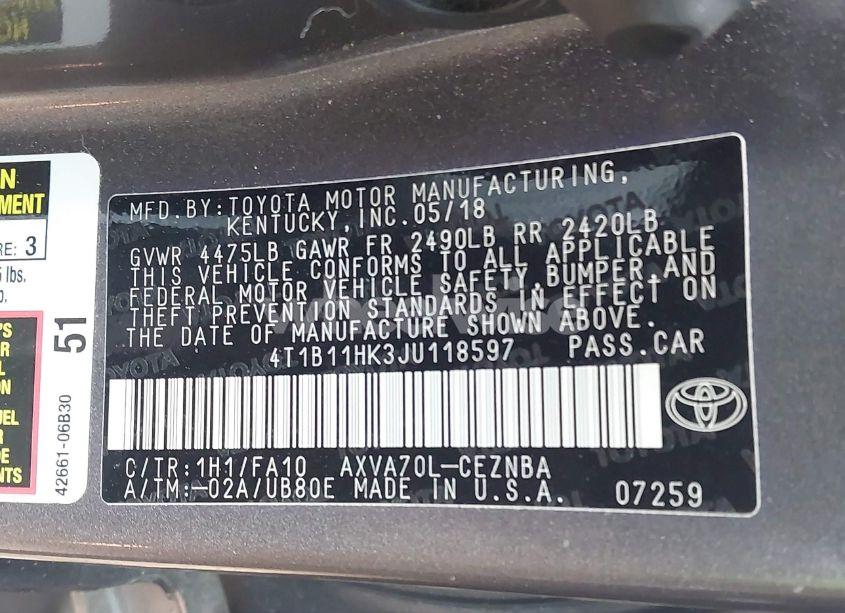 MFD.BY:TOYOTA MOTOR MANUFACTURING,
KENTUCKY,INC.05/18
GVWR 4475LB GAWR FR 2490LB RR 2420LB
THIS VEHICLE CONFORMS TO ALL APPLICABLE
FEDERAL MOTOR VEHICLE SAFETY,BUMPER,AND
THEFT PREVENTION STANDARDS IN EFFECT ON
THE DATE OF MANUFACTURE SHOWN ABOVE.
4T1B11HK3JU118597 PASS.CAR
C/TR:1H1/FA10 AXVA70L-CEZNBA
A/TM:-02A/UB80E MADE IN U.S.A. 07259
3
lbs.
51
42661-06B30